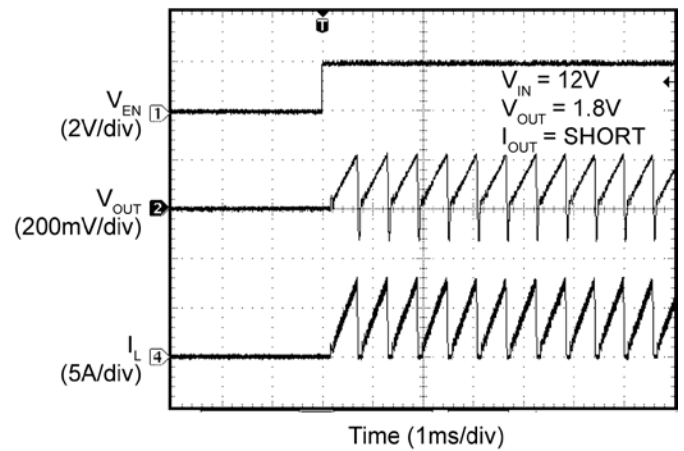 T
V_EN
(2V/div)
1
V_IN = 12V
V_OUT = 1.8V
I_OUT = SHORT
V_OUT
(200mV/div)
2
I_L
(5A/div)
4
Time (1ms/div)